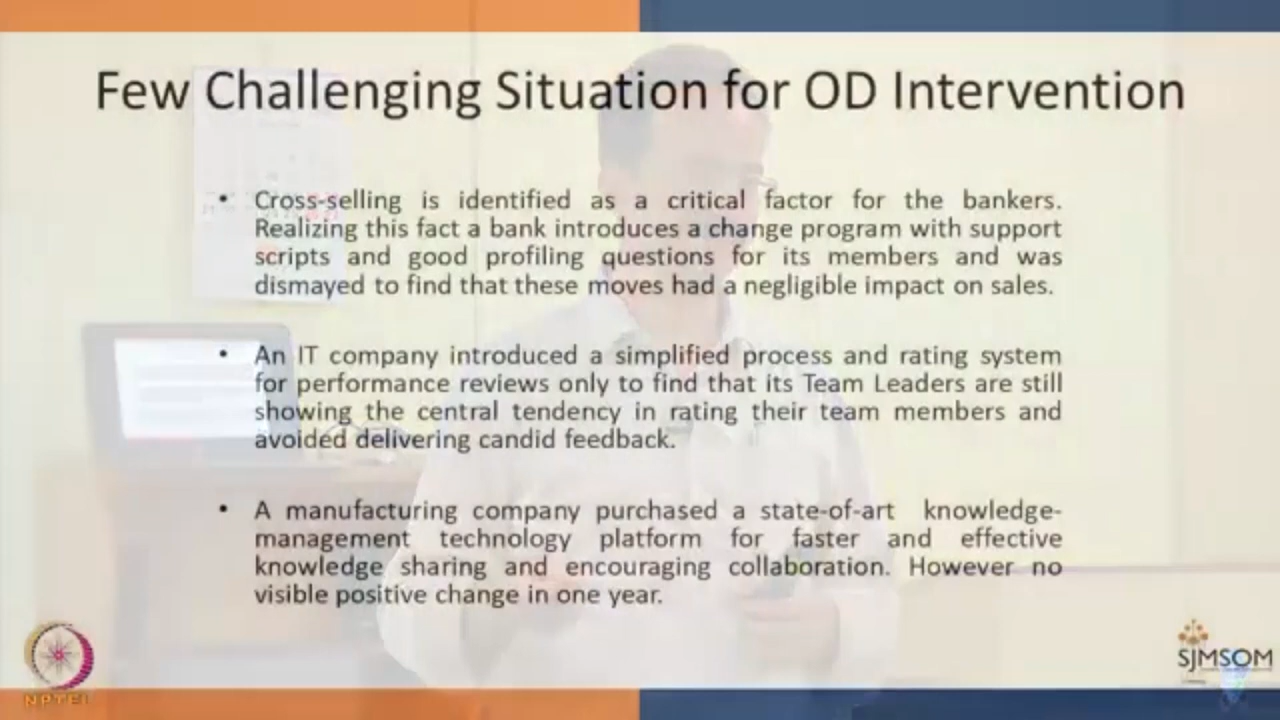 Few Challenging Situation for OD Intervention
• Cross-selling is identified as a critical factor for the bankers.
Realizing this fact a bank introduces a change program with support
scripts and good profiling questions for its members and was
dismayed to find that these moves had a negligible impact on sales.
• An IT company introduced a simplified process and rating system
for performance reviews only to find that its Team Leaders are still
showing the central tendency in rating their team members and
avoided delivering candid feedback.
• A manufacturing company purchased a state-of-art knowledge-
management technology platform for faster and effective
knowledge sharing and encouraging collaboration. However no
visible positive change in one year.
NPTEL
SJMSOM